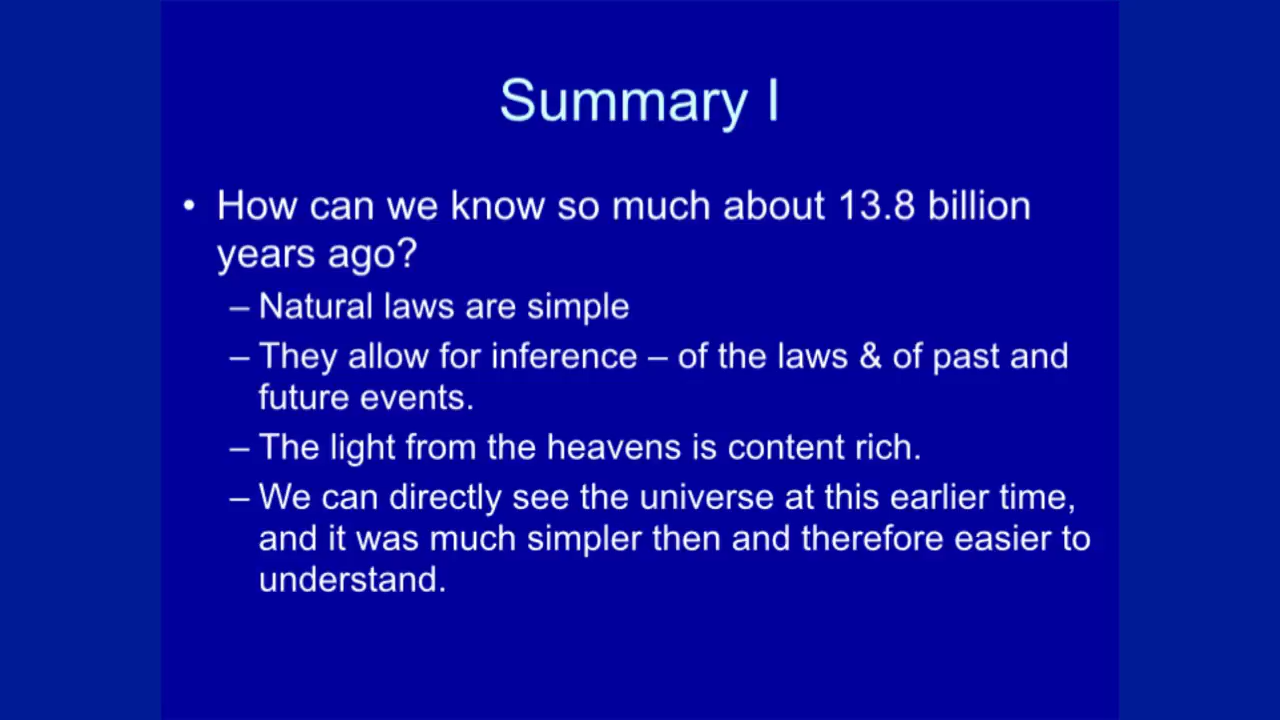 Summary I
• How can we know so much about 13.8 billion
years ago?
– Natural laws are simple
– They allow for inference – of the laws & of past and
future events.
– The light from the heavens is content rich.
– We can directly see the universe at this earlier time,
and it was much simpler then and therefore easier to
understand.